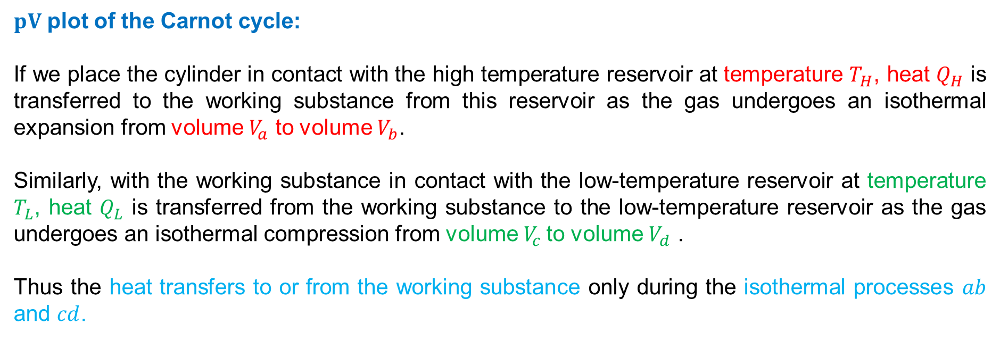 pV plot of the Carnot cycle:
If we place the cylinder in contact with the high temperature reservoir at temperature T_H, heat Q_H is
transferred to the working substance from this reservoir as the gas undergoes an isothermal
expansion from volume V_a to volume V_b.
Similarly, with the working substance in contact with the low-temperature reservoir at temperature
T_L, heat Q_L is transferred from the working substance to the low-temperature reservoir as the gas
undergoes an isothermal compression from volume V_c to volume V_d .
Thus the heat transfers to or from the working substance only during the isothermal processes ab
and cd.